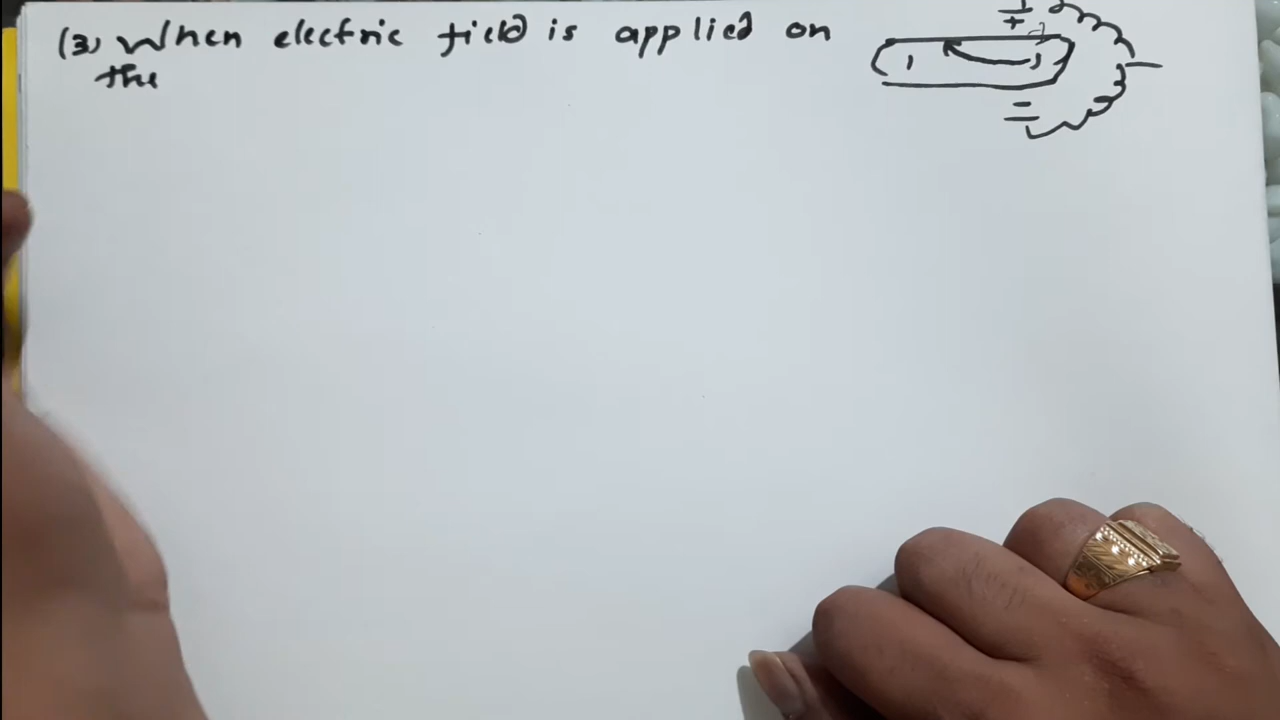 (3) When electric field is applied on
the